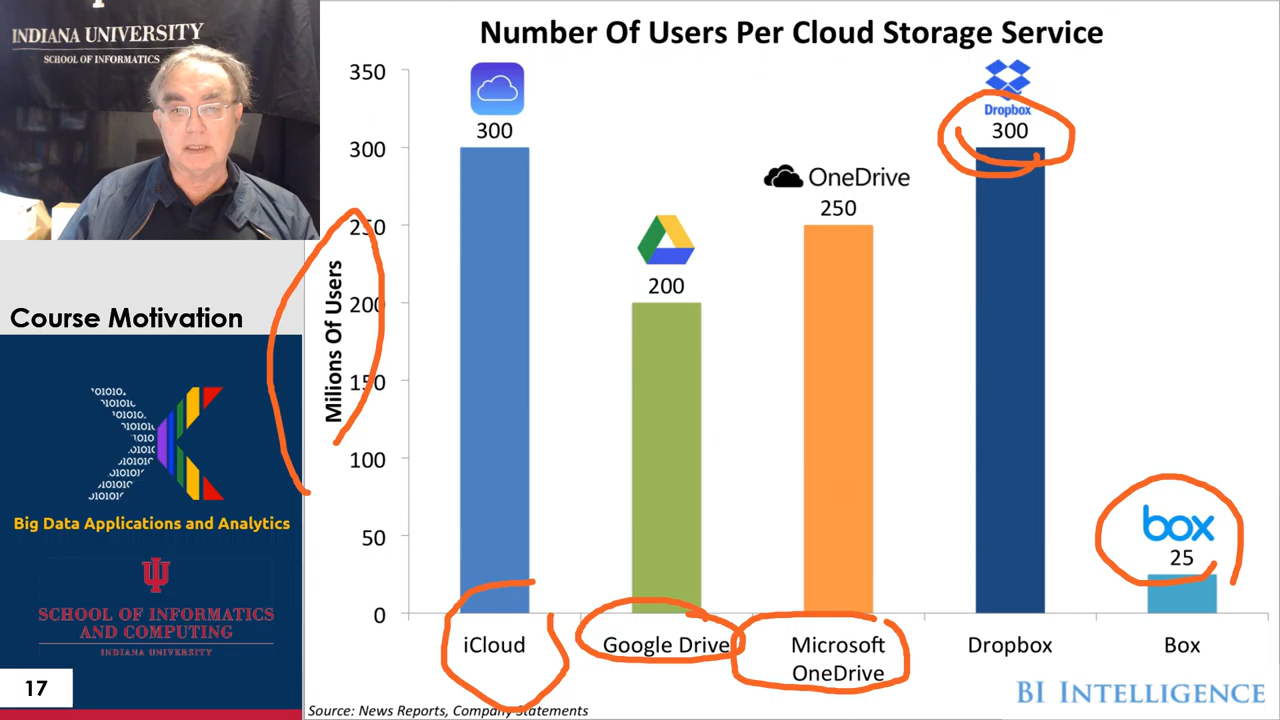 INDIANA UNIVERSITY
SCHOOL OF INFORMATICS
Number Of Users Per Cloud Storage Service
350
300
250
200
150
100
50
0
Milions Of Users
300
200
OneDrive
250
Dropbox
300
box
25
iCloud
Google Drive
Microsoft
OneDrive
Dropbox
Box
Source: News Reports, Company Statements
BI INTELLIGENCE
Course Motivation
Big Data Applications and Analytics
SCHOOL OF INFORMATICS
AND COMPUTING
INDIANA UNIVERSITY
17